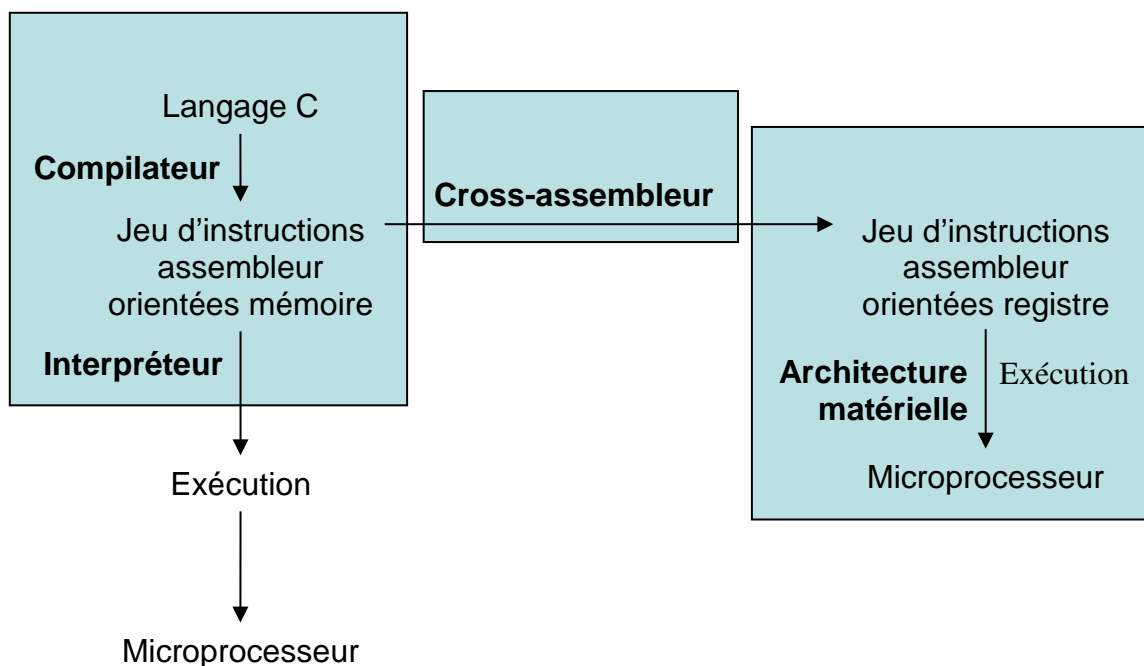 Langage C
Compilateur
Jeu d'instructions
assembleur
orientées mémoire
Interpréteur
Exécution
Microprocesseur
Cross-assembleur
Jeu d'instructions
assembleur
orientées registre
Architecture
matérielle
Exécution
Microprocesseur